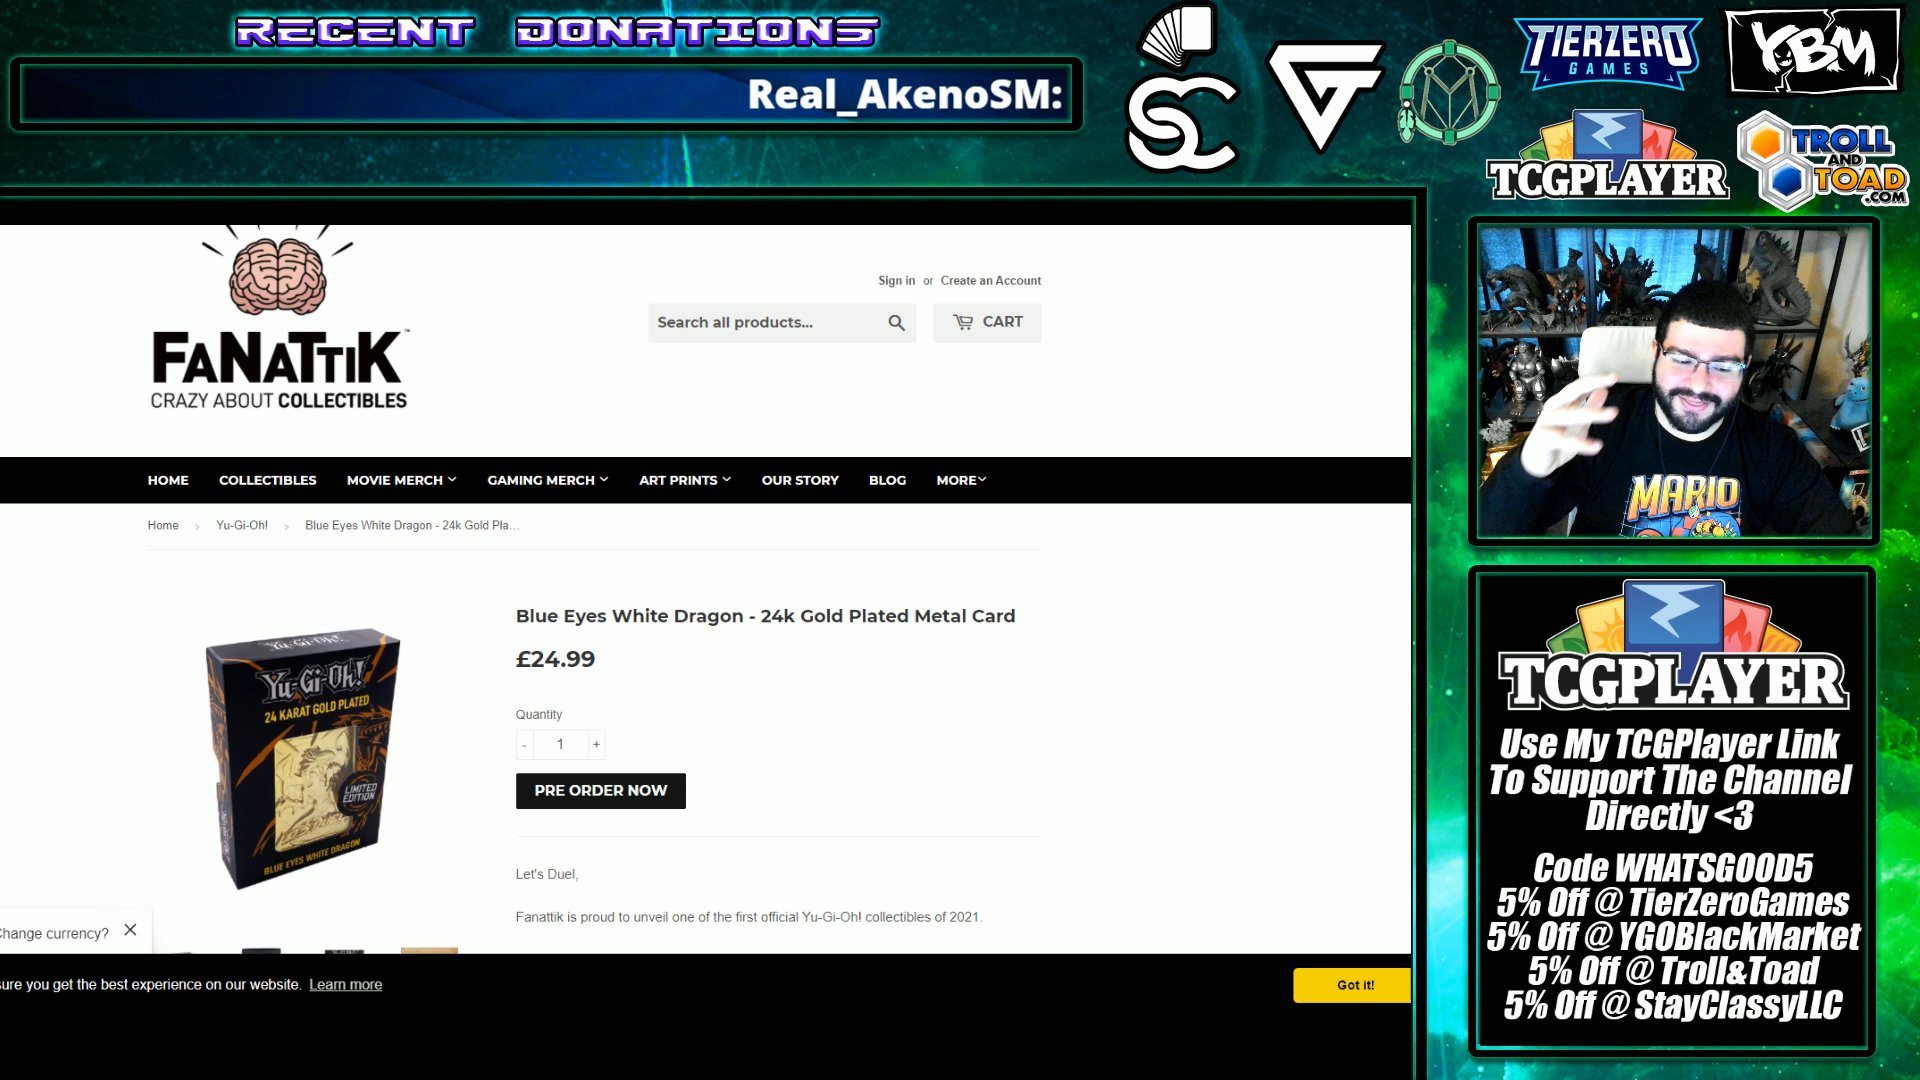 RECENT DONATIONS
Real_AkenoSM:
SC
TIERZERO
GAMES
YBM
TCGPLAYER
TROLL
AND
TOAD
.COM
FANATTIK™
CRAZY ABOUT COLLECTIBLES
Sign in or Create an Account
Search all products...
CART
HOME
COLLECTIBLES
MOVIE MERCH
GAMING MERCH
ART PRINTS
OUR STORY
BLOG
MORE
Home › Yu-Gi-Oh! › Blue Eyes White Dragon - 24k Gold Pla...
Yu-Gi-Oh!
24 KARAT GOLD PLATED
LIMITED
EDITION
BLUE EYES WHITE DRAGON
Blue Eyes White Dragon - 24k Gold Plated Metal Card
£24.99
Quantity
- 1 +
PRE ORDER NOW
Let's Duel,
Fanattik is proud to unveil one of the first official Yu-Gi-Oh! collectibles of 2021.
Change currency?
sure you get the best experience on our website. Learn more
Got it!
MARIO
TCGPLAYER
Use My TCGPlayer Link
To Support The Channel
Directly <3
Code WHATSGOOD5
5% Off @ TierZeroGames
5% Off @ YGOBlackMarket
5% Off @ Troll&Toad
5% Off @ StayClassyLLC